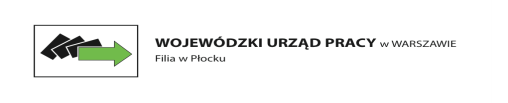 WOJEWÓDZKI URZĄD PRACY w WARSZAWIE
Filia w Płocku